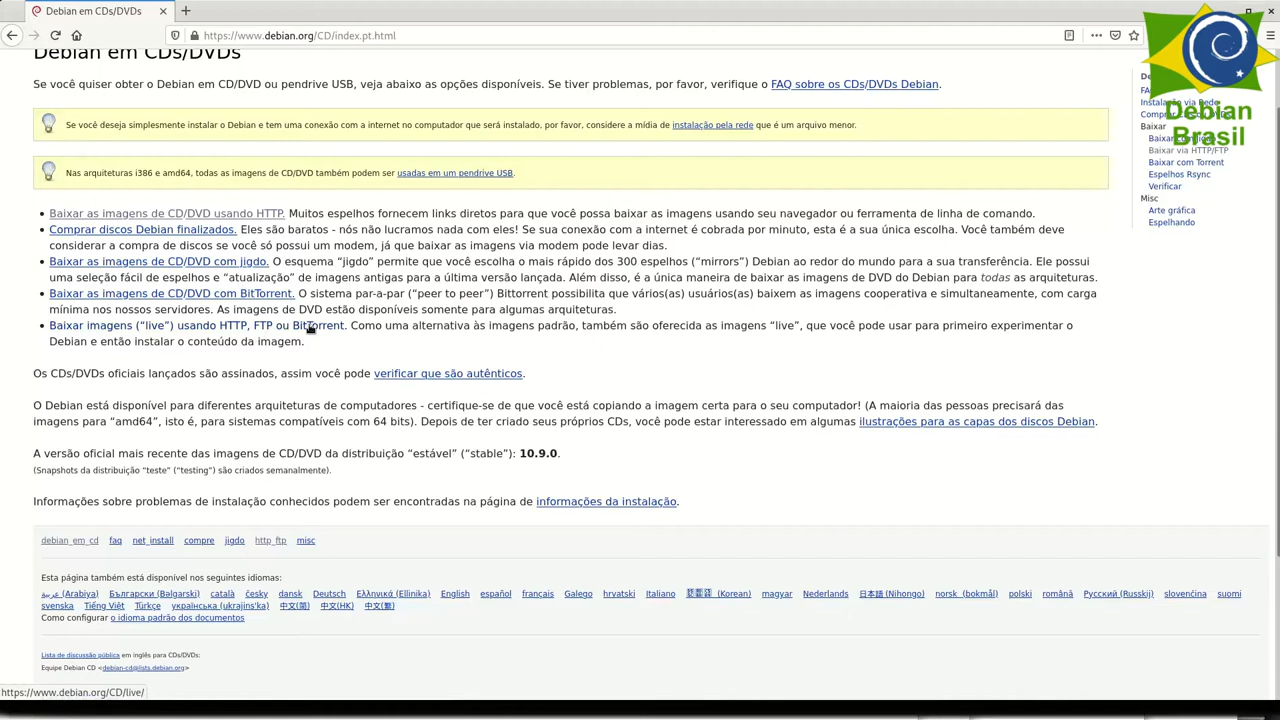 Debian em CDs/DVDs
https://www.debian.org/CD/index.pt.html
Debian em CDs/DVDs
Se você quiser obter o Debian em CD/DVD ou pendrive USB, veja abaixo as opções disponíveis. Se tiver problemas, por favor, verifique o FAQ sobre os CDs/DVDs Debian.
Se você deseja simplesmente instalar o Debian e tem uma conexão com a internet no computador que será instalado, por favor, considere a mídia de instalação pela rede que é um arquivo menor.
Nas arquiteturas i386 e amd64, todas as imagens de CD/DVD também podem ser usadas em um pendrive USB.
Baixar as imagens de CD/DVD usando HTTP. Muitos espelhos fornecem links diretos para que você possa baixar as imagens usando seu navegador ou ferramenta de linha de comando.
Comprar discos Debian finalizados. Eles são baratos - nós não lucramos nada com eles! Se sua conexão com a internet é cobrada por minuto, esta é a sua única escolha. Você também deve
considerar a compra de discos se você só possui um modem, já que baixar as imagens via modem pode levar dias.
Baixar as imagens de CD/DVD com jigdo. O esquema “jigdo” permite que você escolha o mais rápido dos 300 espelhos (“mirrors”) Debian ao redor do mundo para a sua transferência. Ele possui
uma seleção fácil de espelhos e “atualização” de imagens antigas para a última versão lançada. Além disso, é a única maneira de baixar as imagens de DVD do Debian para todas as arquiteturas.
Baixar as imagens de CD/DVD com BitTorrent. O sistema par-a-par (“peer to peer”) Bittorrent possibilita que vários(as) usuários(as) baixem as imagens cooperativa e simultaneamente, com carga
mínima nos nossos servidores. As imagens de DVD estão disponíveis somente para algumas arquiteturas.
Baixar imagens (“live”) usando HTTP, FTP ou BitTorrent. Como uma alternativa às imagens padrão, também são oferecida as imagens “live”, que você pode usar para primeiro experimentar o
Debian e então instalar o conteúdo da imagem.
Os CDs/DVDs oficiais lançados são assinados, assim você pode verificar que são autênticos.
O Debian está disponível para diferentes arquiteturas de computadores - certifique-se de que você está copiando a imagem certa para o seu computador! (A maioria das pessoas precisará das
imagens para “amd64”, isto é, para sistemas compatíveis com 64 bits). Depois de ter criado seus próprios CDs, você pode estar interessado em algumas ilustrações para as capas dos discos Debian.
A versão oficial mais recente das imagens de CD/DVD da distribuição “estável” (“stable”): 10.9.0.
(Snapshots da distribuição “teste” (“testing”) são criados semanalmente).
Informações sobre problemas de instalação conhecidos podem ser encontradas na página de informações da instalação.
debian_em_cd faq net_install compre jigdo http_ftp misc
Esta página também está disponível nos seguintes idiomas:
عربية (Arabiya) Български (Bəlgarski) català česky dansk Deutsch Ελληνικά (Ellinika) English español français Galego hrvatski Italiano (Korean) magyar Nederlands 日本語 (Nihongo) norsk (bokmål) polski română Русский (Russkij) slovenčina suomi
svenska Tiếng Việt Türkçe українська (ukrajins'ka) 中文(简) 中文(HK) 中文(繁)
Como configurar o idioma padrão dos documentos
Lista de discussão pública em inglês para CDs/DVDs:
Equipe Debian CD <debian-cd@lists.debian.org>
https://www.debian.org/CD/live/
Instalação via Rede
Baixar
Baixar via HTTP/FTP
Baixar com Torrent
Espelhos Rsync
Verificar
Misc
Arte gráfica
Espelhando
Debian
Brasil